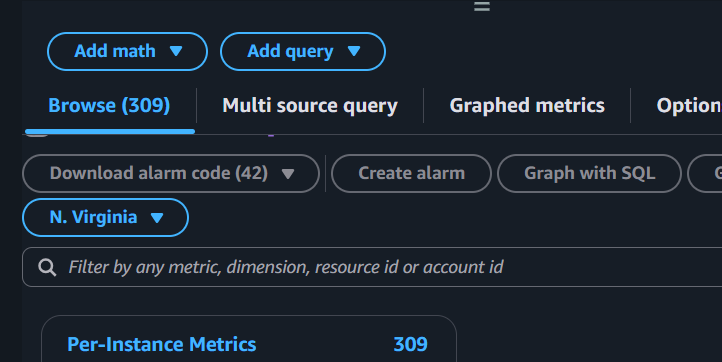 Add math Add query
Browse (309) Multi source query Graphed metrics Option
Download alarm code (42) Create alarm Graph with SQL
N. Virginia
Filter by any metric, dimension, resource id or account id
Per-Instance Metrics 309